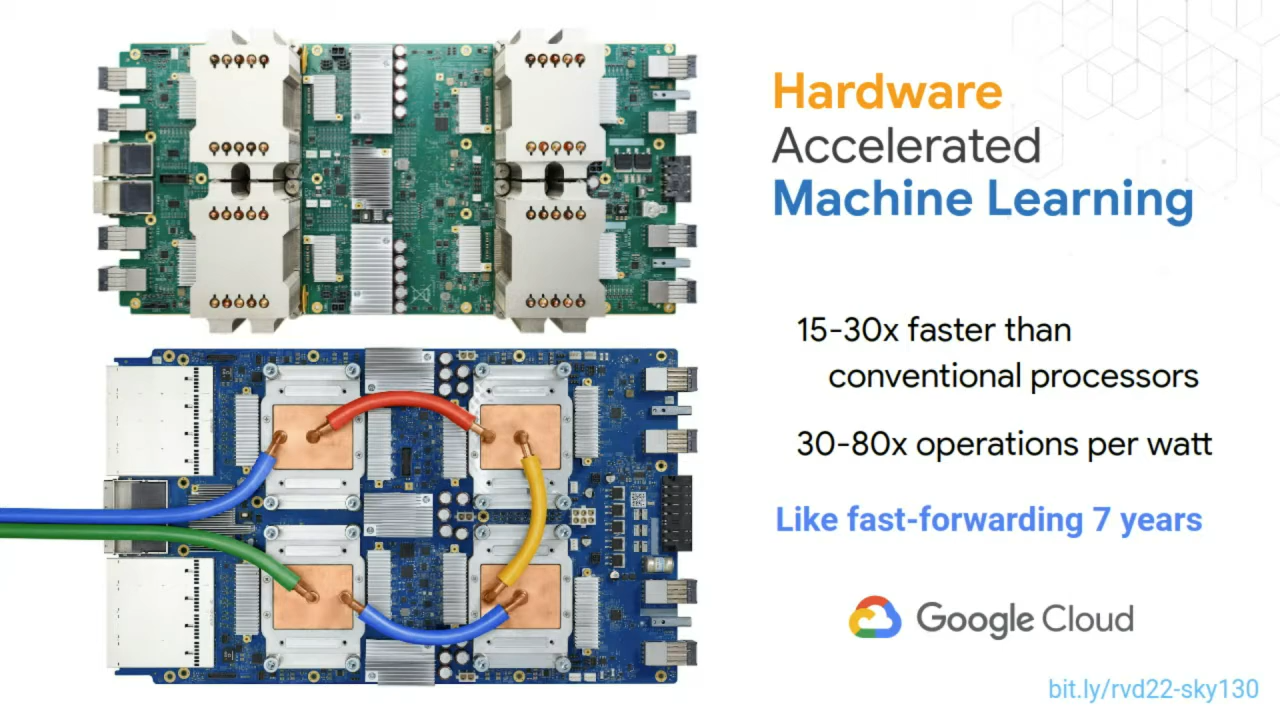 Hardware
Accelerated
Machine Learning
15-30x faster than
conventional processors
30-80x operations per watt
Like fast-forwarding 7 years
Google Cloud
bit.ly/rvd22-sky130